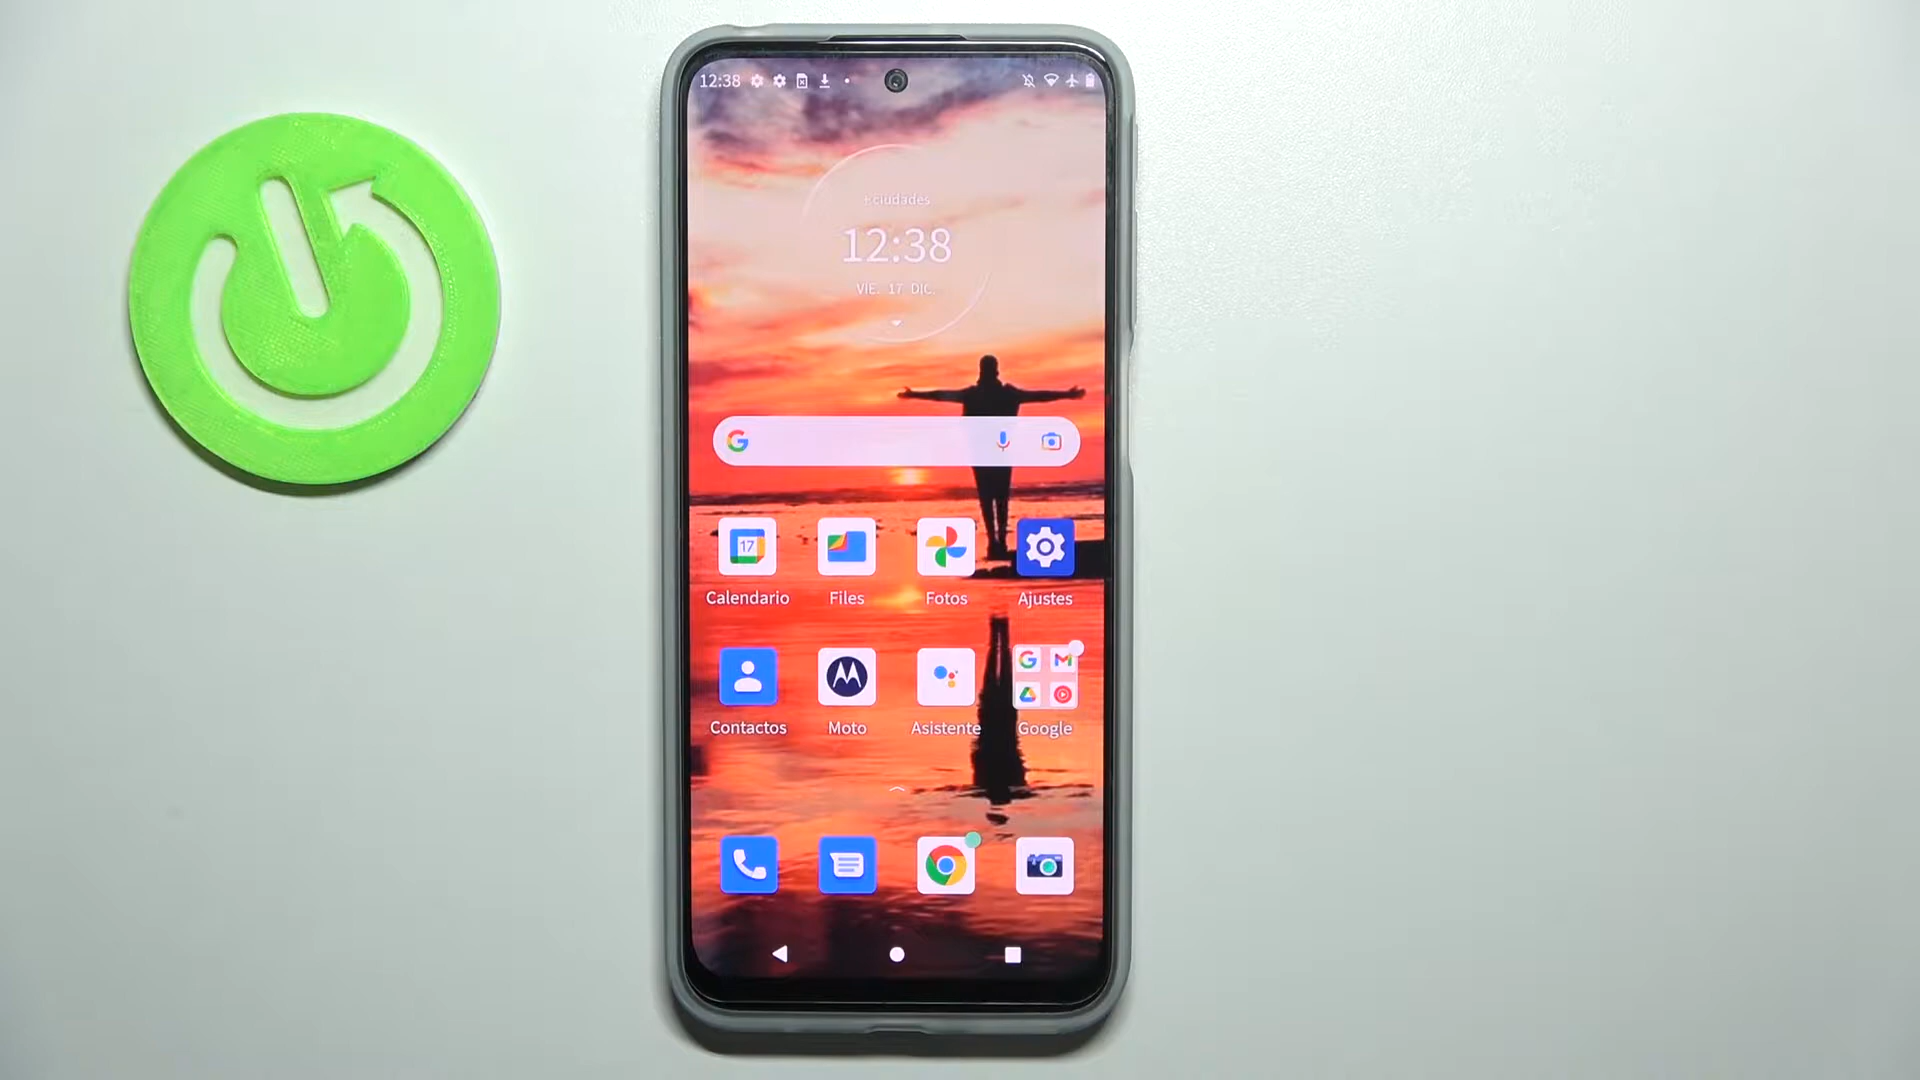 12:38
+ciudades
12:38
VIE. 17 DIC.
17
Calendario Files Fotos Ajustes
Contactos Moto Asistente Google